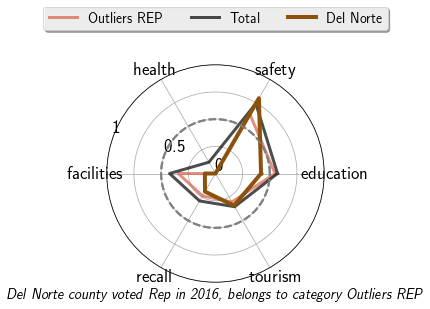 Outliers REP Total Del Norte
health safety
1
0.5
0
facilities education
recall tourism
Del Norte county voted Rep in 2016, belongs to category Outliers REP